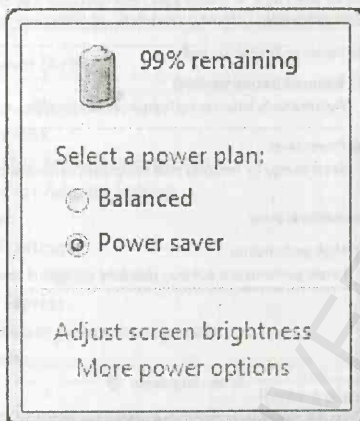 99% remaining
Select a power plan:
Balanced
Power saver
Adjust screen brightness
More power options